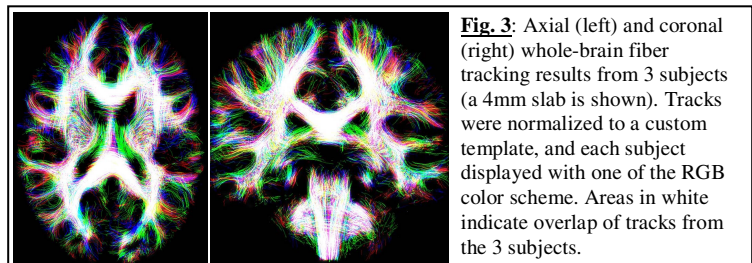 Fig. 3: Axial (left) and coronal
(right) whole-brain fiber
tracking results from 3 subjects
(a 4mm slab is shown). Tracks
were normalized to a custom
template, and each subject
displayed with one of the RGB
color scheme. Areas in white
indicate overlap of tracks from
the 3 subjects.